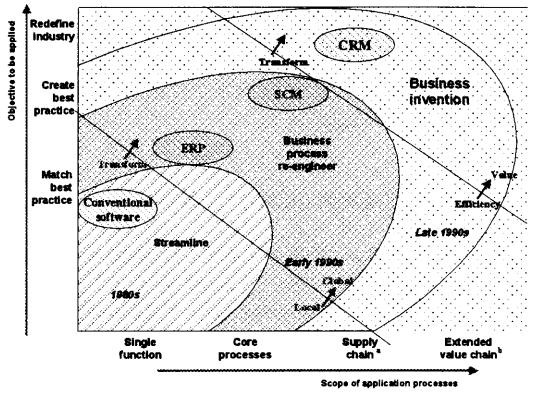 Objective to be applied
Redefine
industry
Create
best
practice
Match
best
practice
CRM
Transform
SCM
Business
invention
Business
process
re-engineer
ERP
Transform
Value
Efficiency
Conventional
software
Streamline
Late 1990s
Early 1990s
Global
Local
1980s
Single
function
Core
processes
Supply
chain a
Extended
value chain b
Scope of application processes